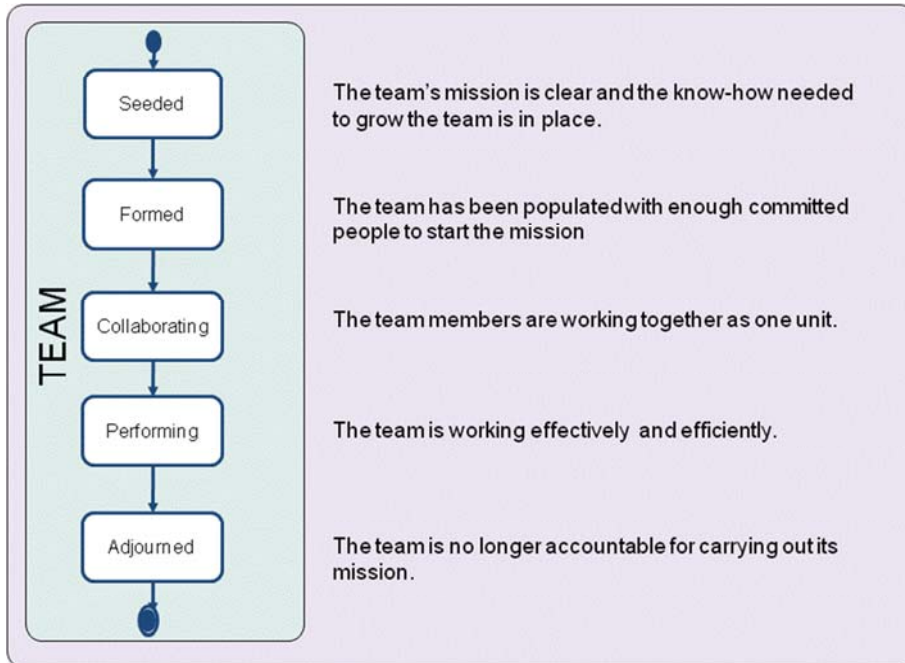 TEAM
Seeded
The team's mission is clear and the know-how needed
to grow the team is in place.
Formed
The team has been populated with enough committed
people to start the mission
Collaborating
The team members are working together as one unit.
Performing
The team is working effectively and efficiently.
Adjourned
The team is no longer accountable for carrying out its
mission.